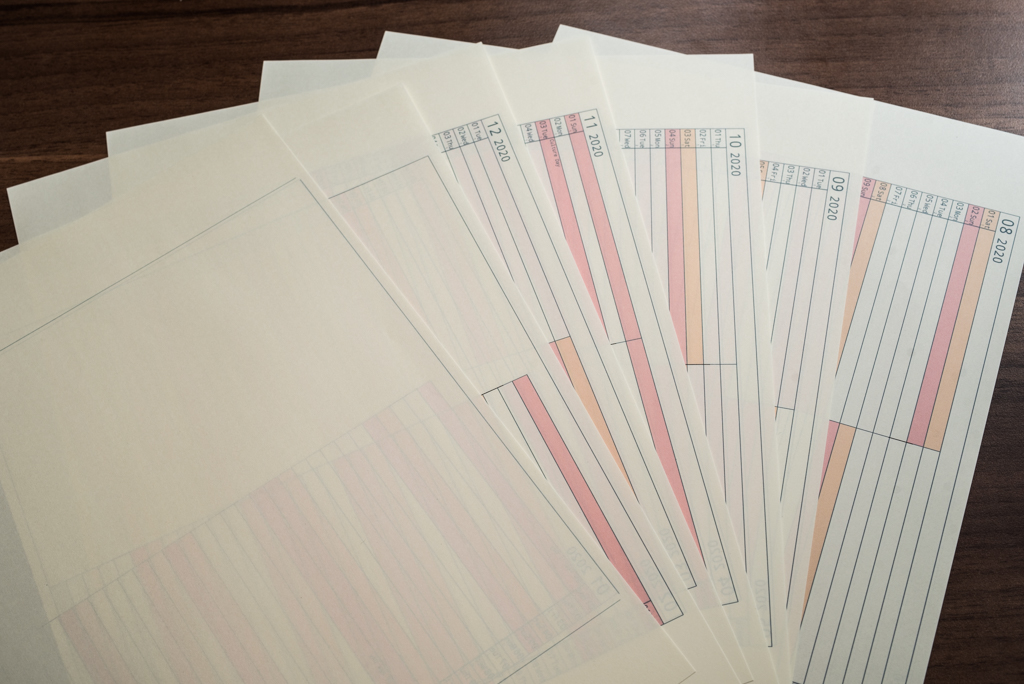 12 2020
01 Tue
02 Wed
03 Thu
11 2020
01 Sun
02 Mon
03 Tue
04 Wed
10 2020
01 Thu
02 Fri
03 Sat
04 Sun
05 Mon
06 Tue
07 Wed
09 2020
01 Tue
02 Wed
03 Thu
04 Fri
08 2020
01 Sat
02 Sun
03 Mon
04 Tue
05 Wed
06 Thu
07 Fri
08 Sat
09 Sun